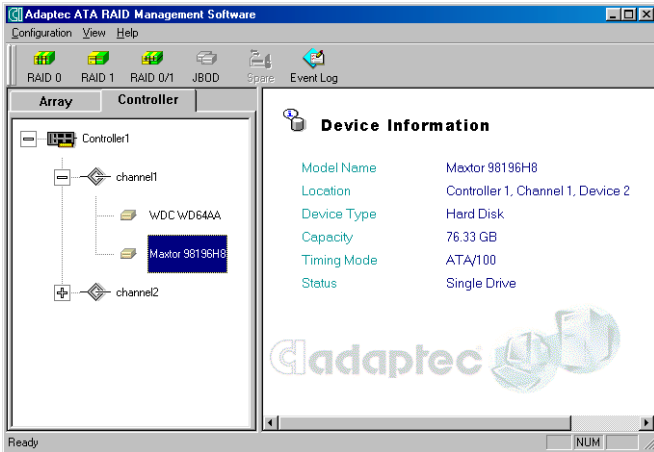 Adaptec ATA RAID Management Software
Configuration View Help
RAID 0 RAID 1 RAID 0/1 JBOD Spare Event Log
Array Controller
Controller1
channel1
WDC WD64AA
Maxtor 98196H8
channel2
Device Information
Model Name Maxtor 98196H8
Location Controller 1, Channel 1, Device 2
Device Type Hard Disk
Capacity 76.33 GB
Timing Mode ATA/100
Status Single Drive
adaptec
Ready NUM